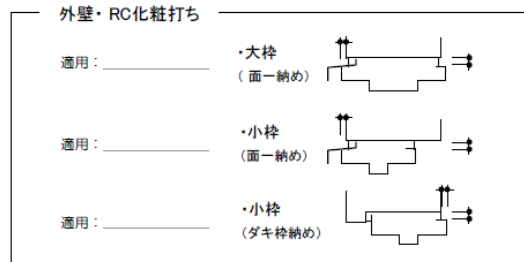 外壁・ RC化粧打ち
適用：
・大枠
（ 面一納め）
適用：
・小枠
（面一納め）
適用：
・小枠
（ダキ枠納め）